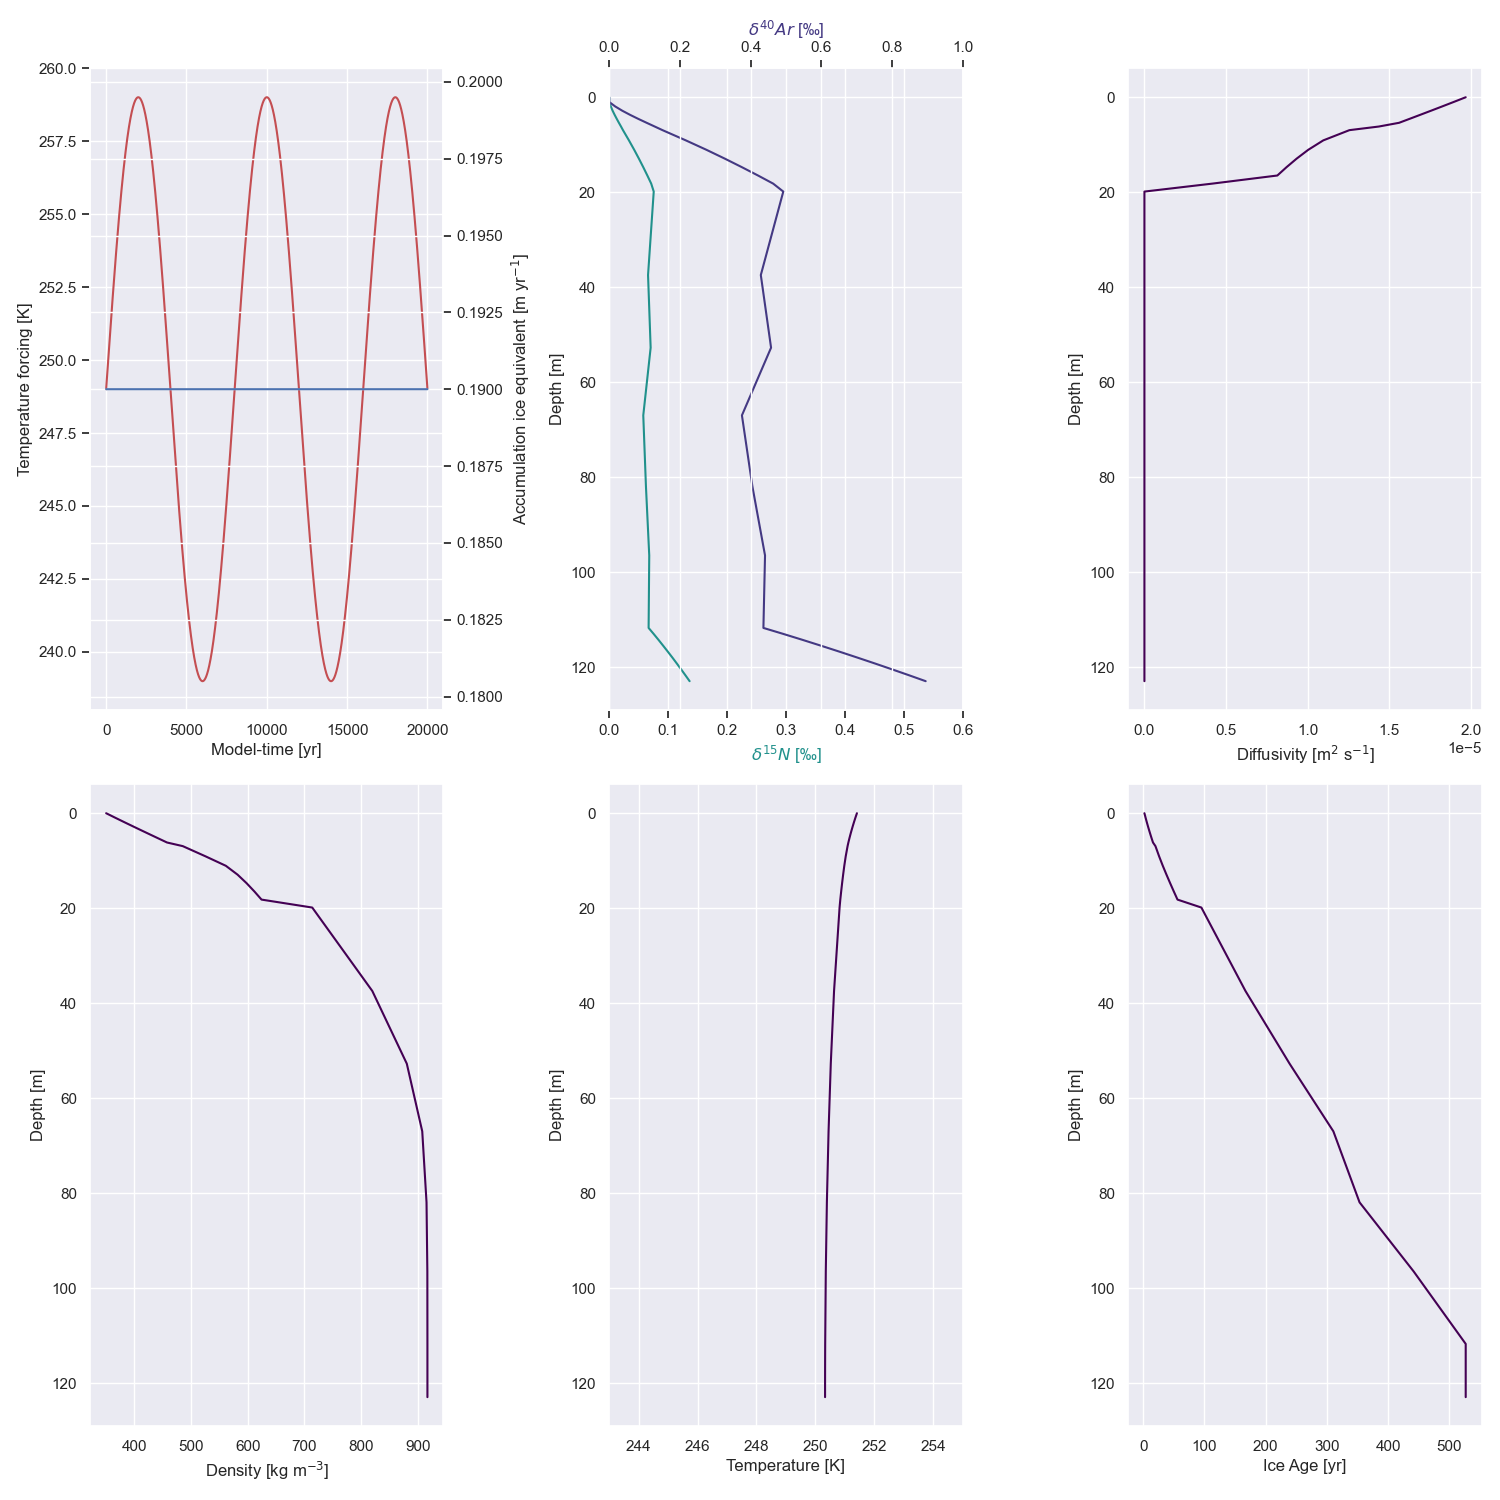 δ⁴⁰Ar [‰]
0.0 0.2 0.4 0.6 0.8 1.0
260.0
257.5
255.0
252.5
250.0
247.5
245.0
242.5
240.0
Temperature forcing [K]
0 5000 10000 15000 20000
Model-time [yr]
0.2000
0.1975
0.1950
0.1925
0.1900
0.1875
0.1850
0.1825
0.1800
Accumulation ice equivalent [m yr⁻¹]
0
20
40
60
80
100
120
Depth [m]
0.0 0.1 0.2 0.3 0.4 0.5 0.6
δ¹⁵N [‰]
0
20
40
60
80
100
120
Depth [m]
0.0 0.5 1.0 1.5 2.0
1e−5
Diffusivity [m² s⁻¹]
0
20
40
60
80
100
120
Depth [m]
400 500 600 700 800 900
Density [kg m⁻³]
0
20
40
60
80
100
120
Depth [m]
244 246 248 250 252 254
Temperature [K]
0
20
40
60
80
100
120
Depth [m]
0 100 200 300 400 500
Ice Age [yr]